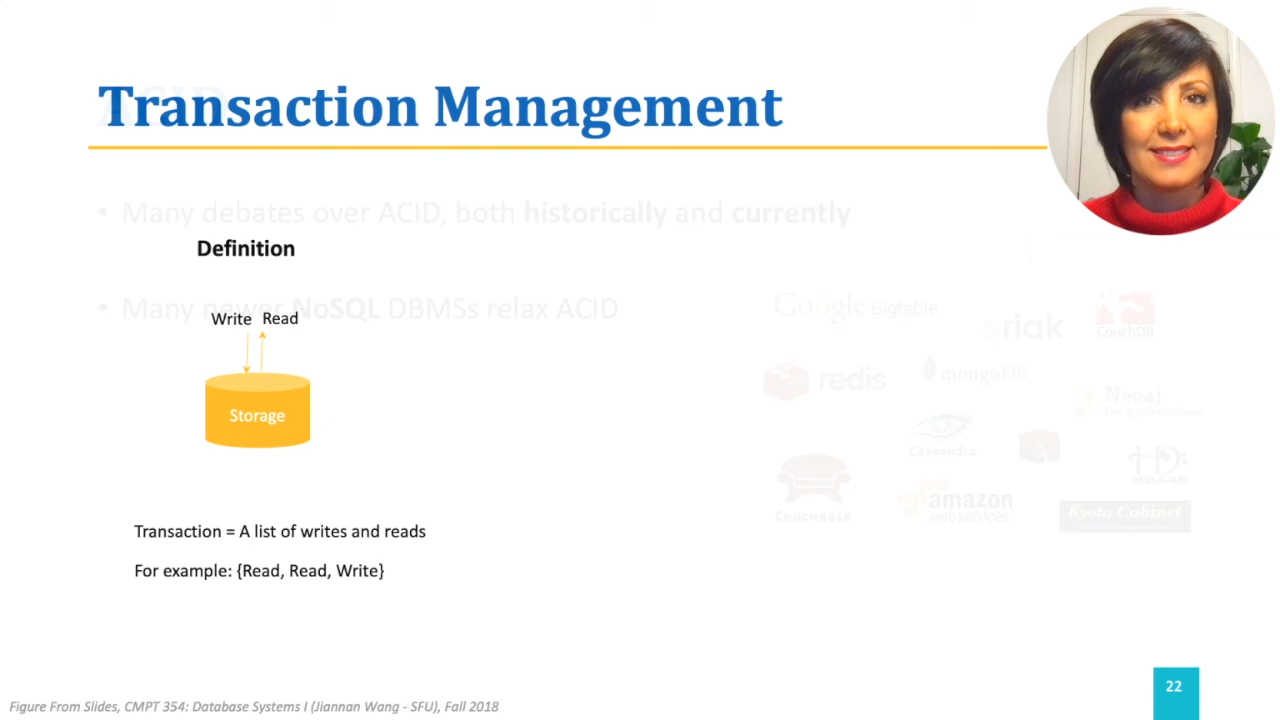 Transaction Management
ACID
• Many debates over ACID, both historically and currently
Definition
• Many newer NoSQL DBMSs relax ACID
Write Read
Storage
Google Bigtable
riak
CouchDB
redis
mongoDB
Neo4j
Cassandra
HBASE
Couchbase
amazon
webservices
Kyoto Cabinet
Transaction = A list of writes and reads
For example: {Read, Read, Write}
22
Figure From Slides, CMPT 354: Database Systems I (Jiannan Wang - SFU), Fall 2018